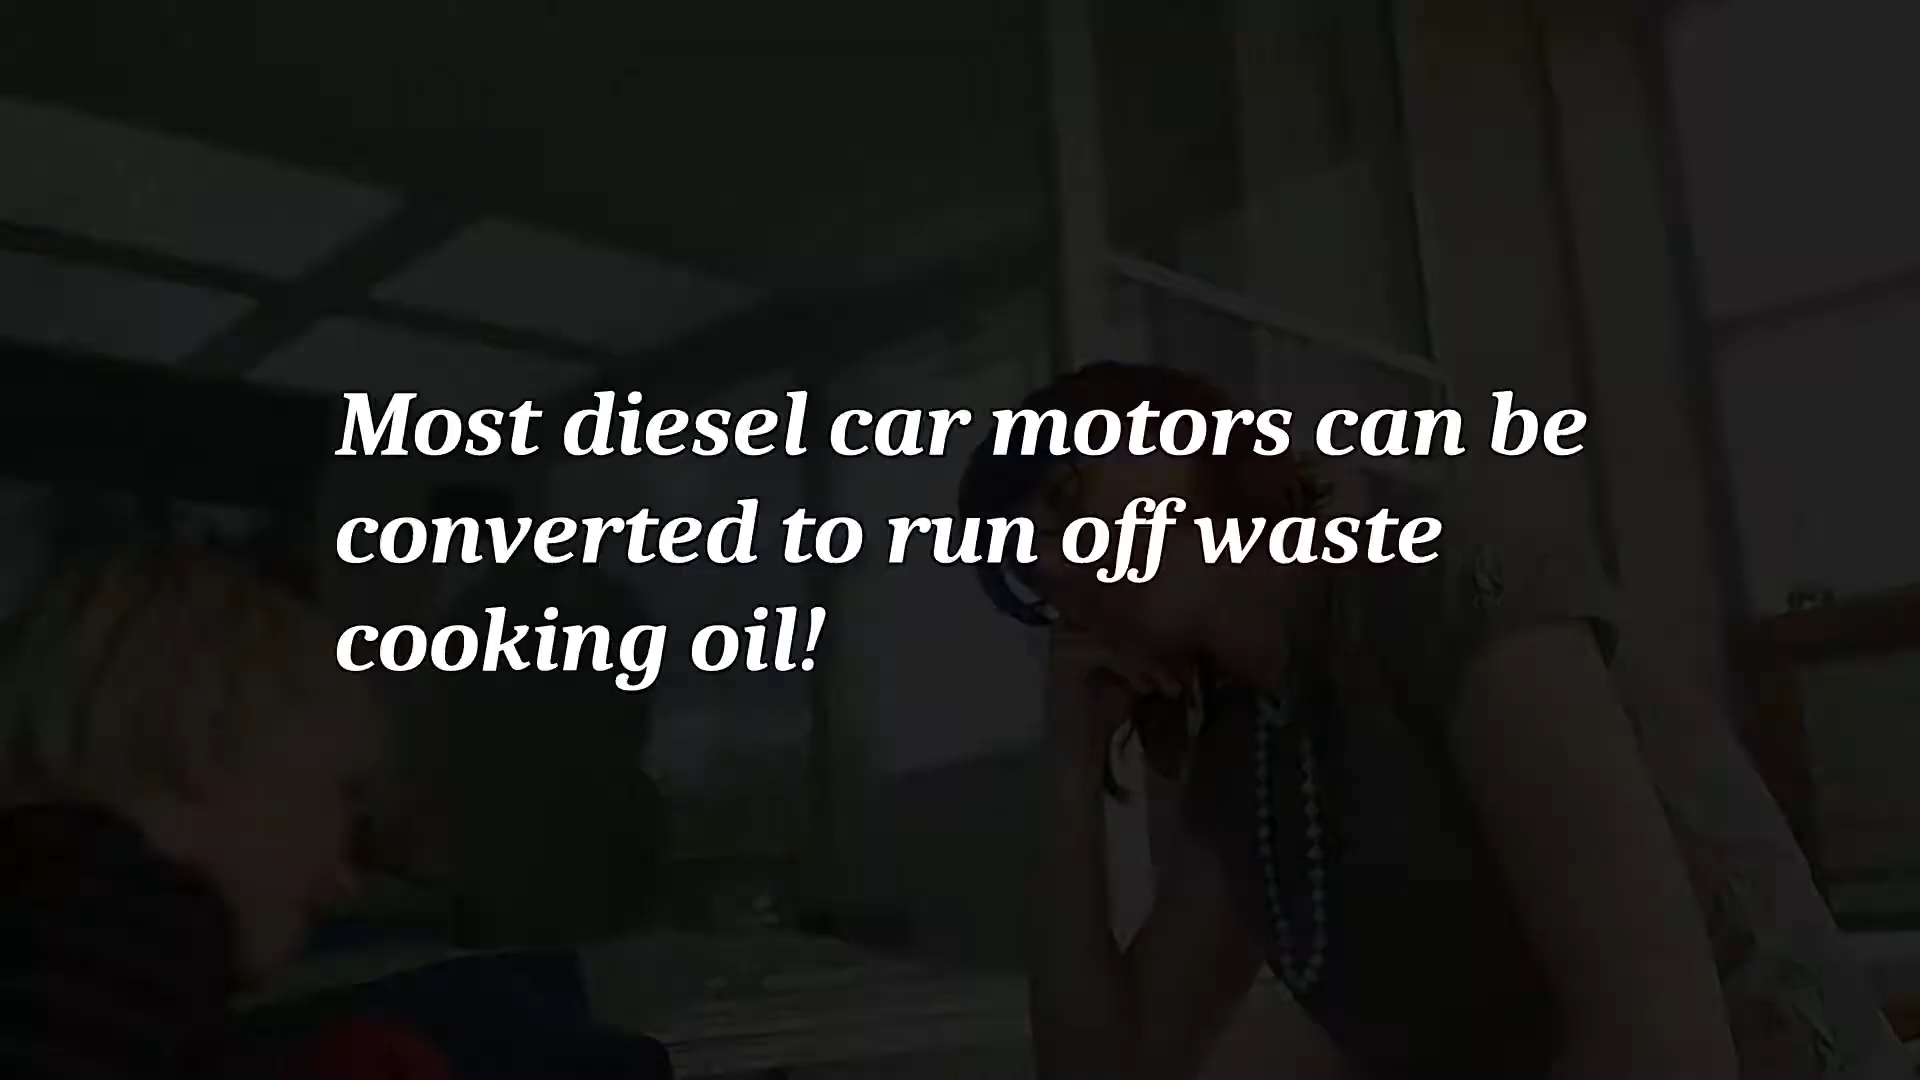 Most diesel car motors can be
converted to run off waste
cooking oil!